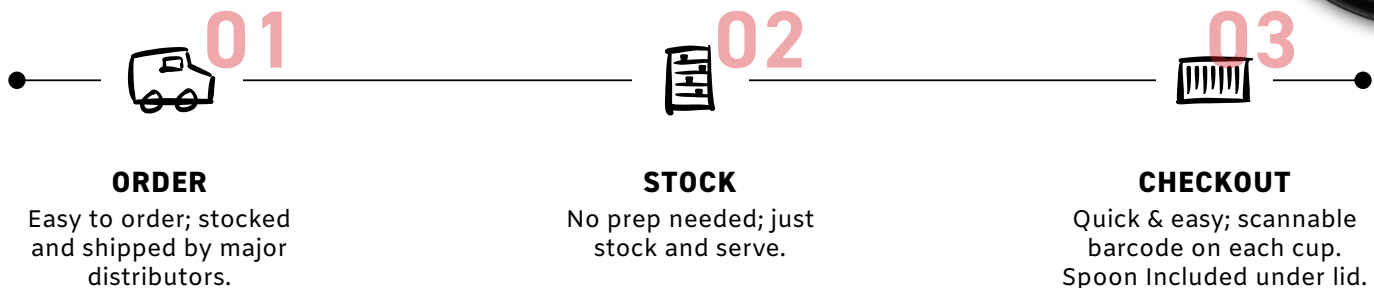 01
ORDER
Easy to order; stocked
and shipped by major
distributors.
02
STOCK
No prep needed; just
stock and serve.
03
CHECKOUT
Quick & easy; scannable
barcode on each cup.
Spoon Included under lid.